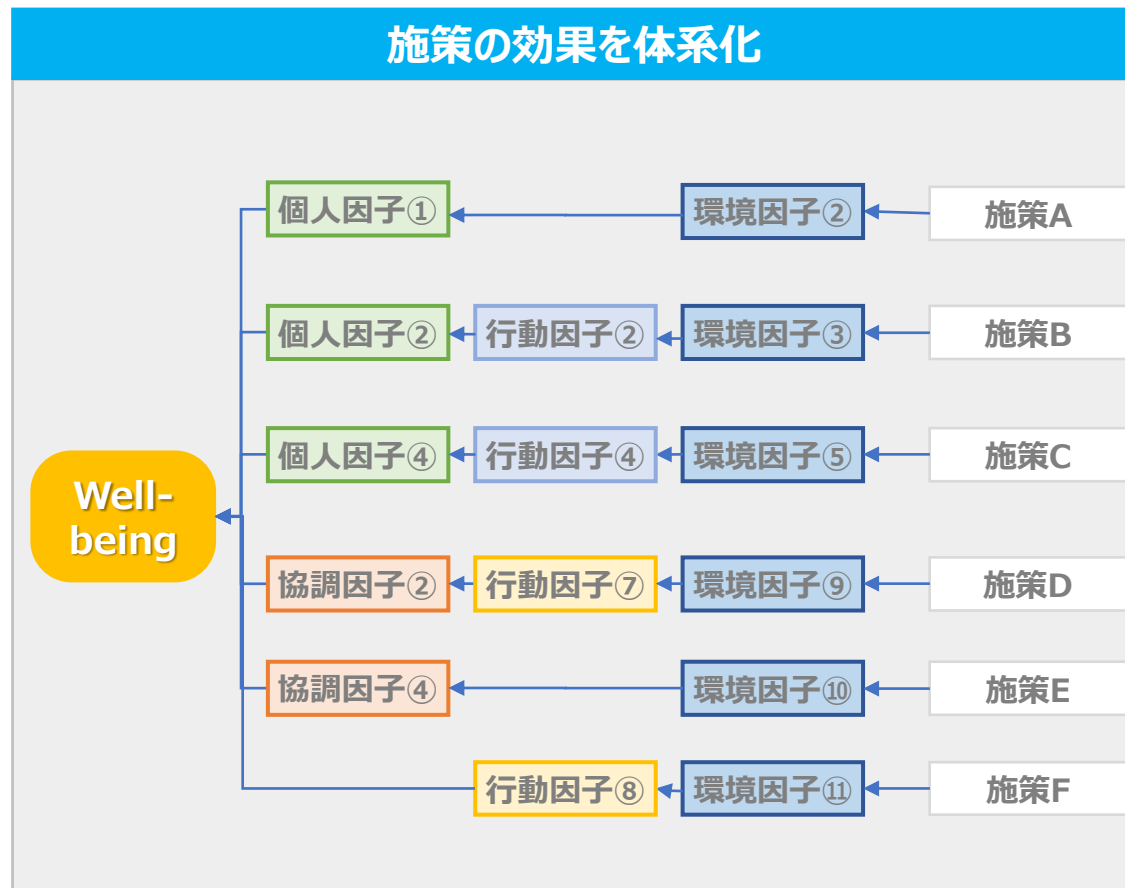 施策の効果を体系化
個人因子① 環境因子② 施策A
個人因子② 行動因子② 環境因子③ 施策B
個人因子④ 行動因子④ 環境因子⑤ 施策C
Well-
being
協調因子② 行動因子⑦ 環境因子⑨ 施策D
協調因子④ 環境因子⑩ 施策E
行動因子⑧ 環境因子⑪ 施策F